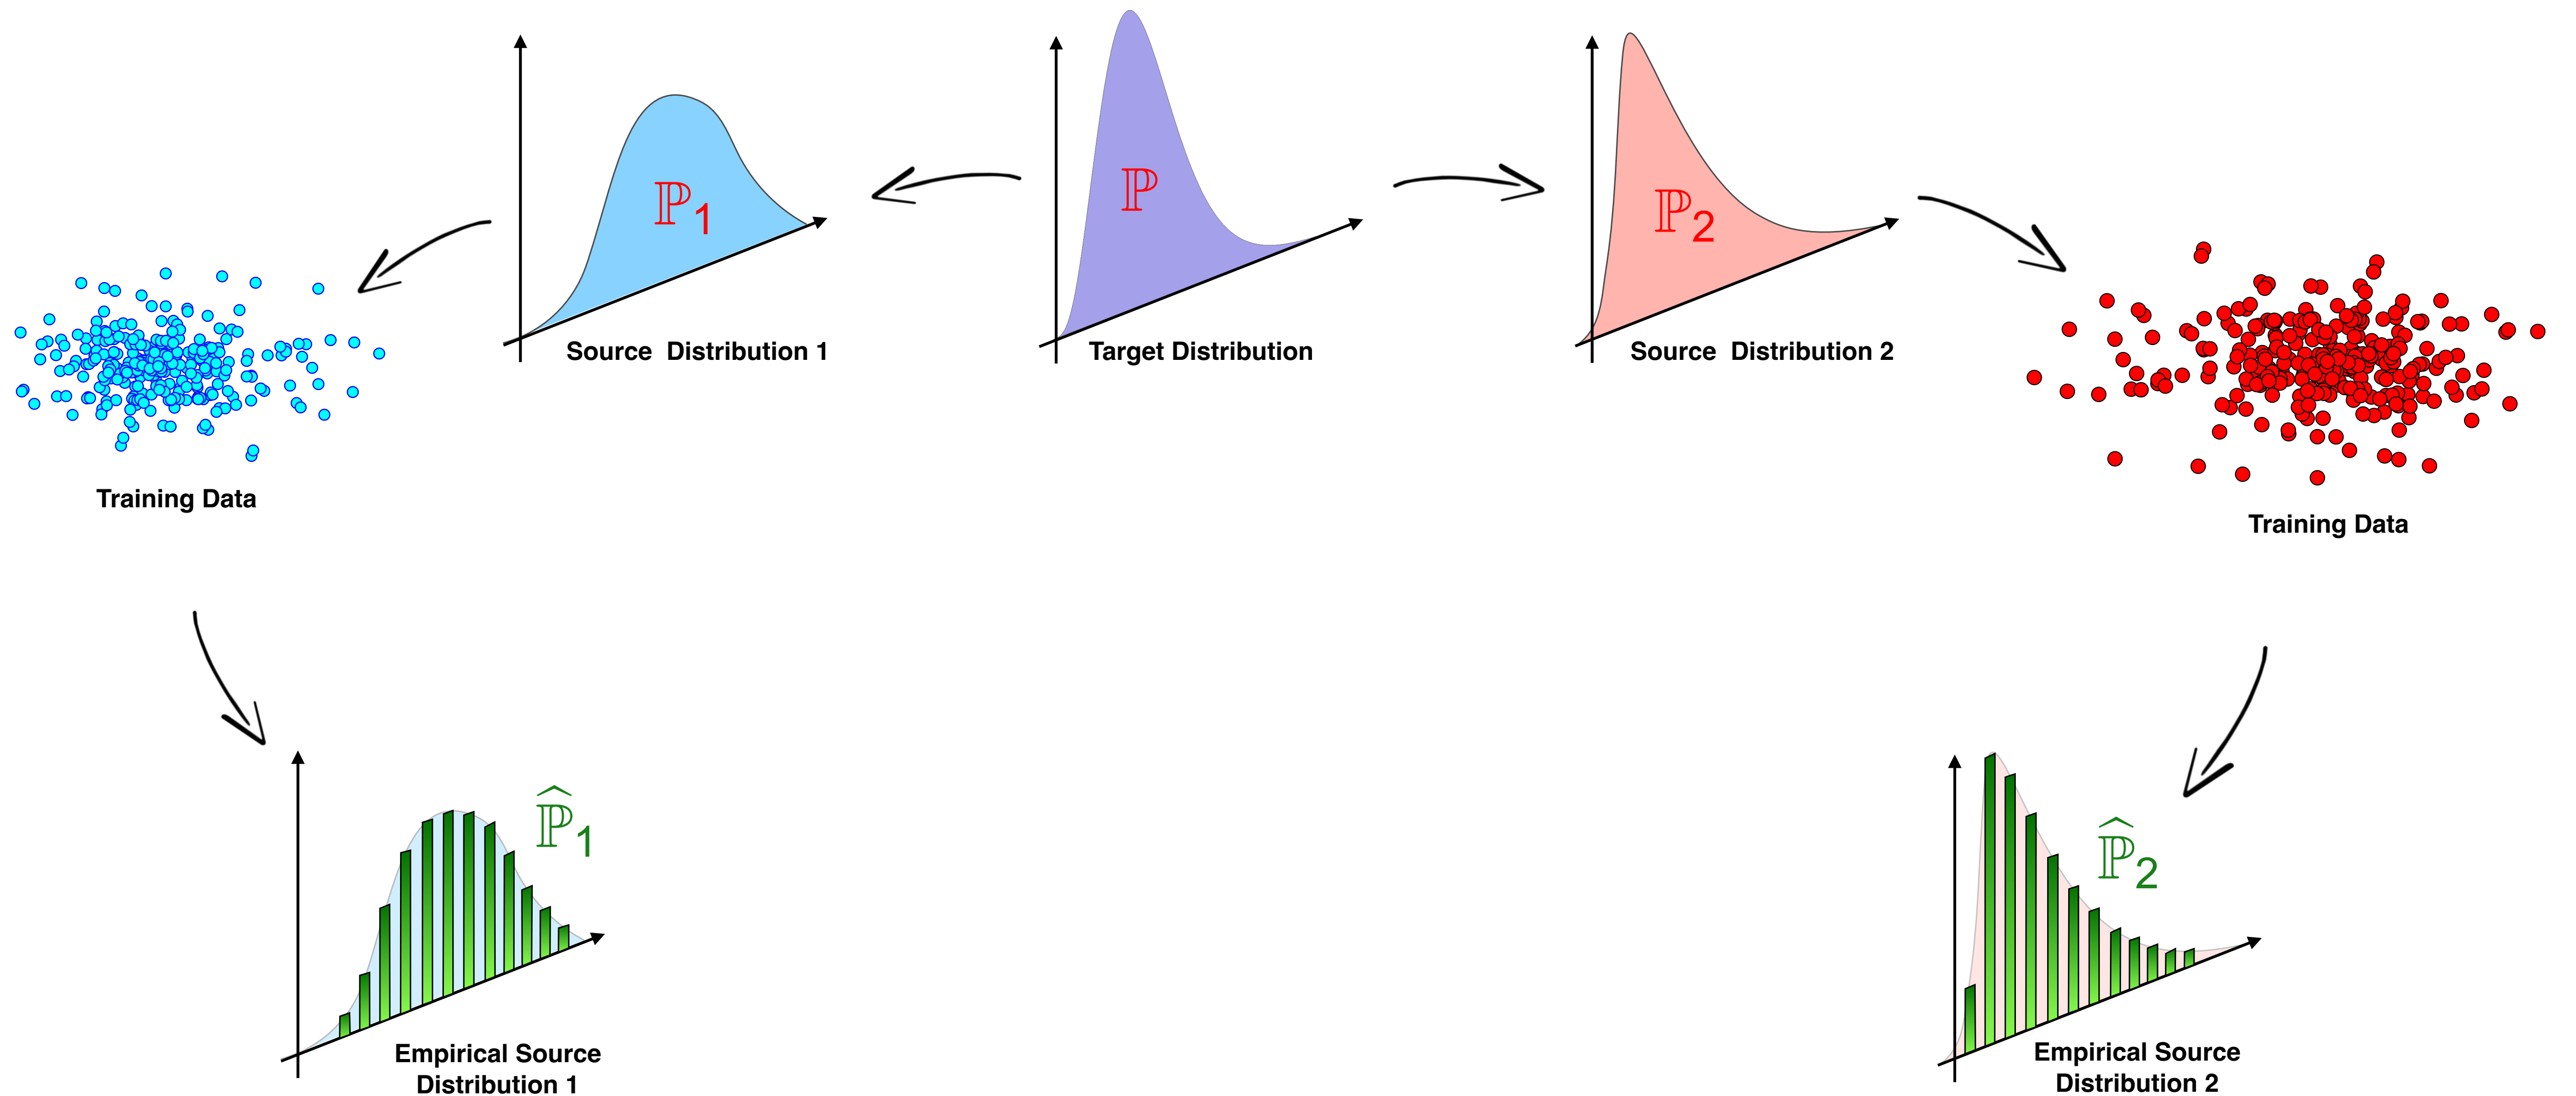 ℙ₁
ℙ
ℙ₂
Source Distribution 1
Target Distribution
Source Distribution 2
Training Data
Training Data
ℙ̂₁
ℙ̂₂
Empirical Source
Distribution 1
Empirical Source
Distribution 2